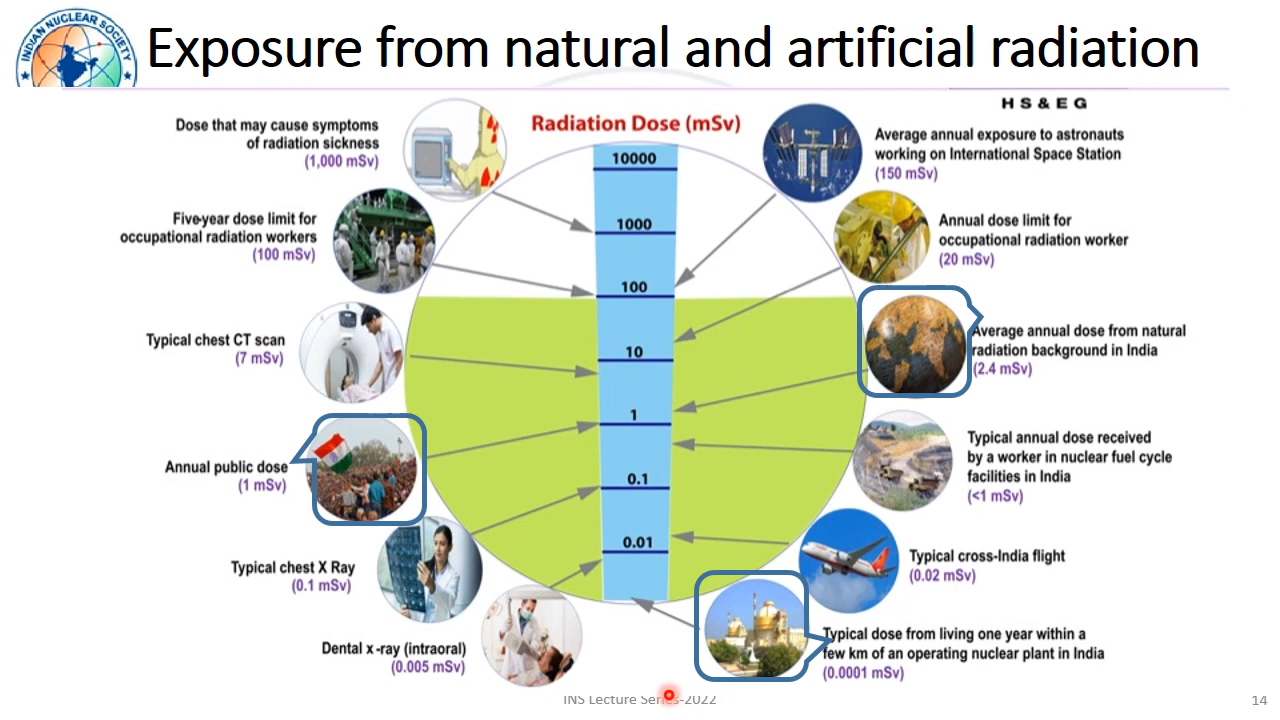 INDIAN NUCLEAR SOCIETY
Exposure from natural and artificial radiation
HS&EG
Radiation Dose (mSv)
10000
1000
100
10
1
0.1
0.01
Dose that may cause symptoms
of radiation sickness
(1,000 mSv)
Five-year dose limit for
occupational radiation workers
(100 mSv)
Typical chest CT scan
(7 mSv)
Annual public dose
(1 mSv)
Typical chest X Ray
(0.1 mSv)
Dental x-ray (intraoral)
(0.005 mSv)
Average annual exposure to astronauts
working on International Space Station
(150 mSv)
Annual dose limit for
occupational radiation worker
(20 mSv)
Average annual dose from natural
radiation background in India
(2.4 mSv)
Typical annual dose received
by a worker in nuclear fuel cycle
facilities in India
(<1 mSv)
Typical cross-India flight
(0.02 mSv)
Typical dose from living one year within a
few km of an operating nuclear plant in India
(0.0001 mSv)
INS Lecture Series-2022
14